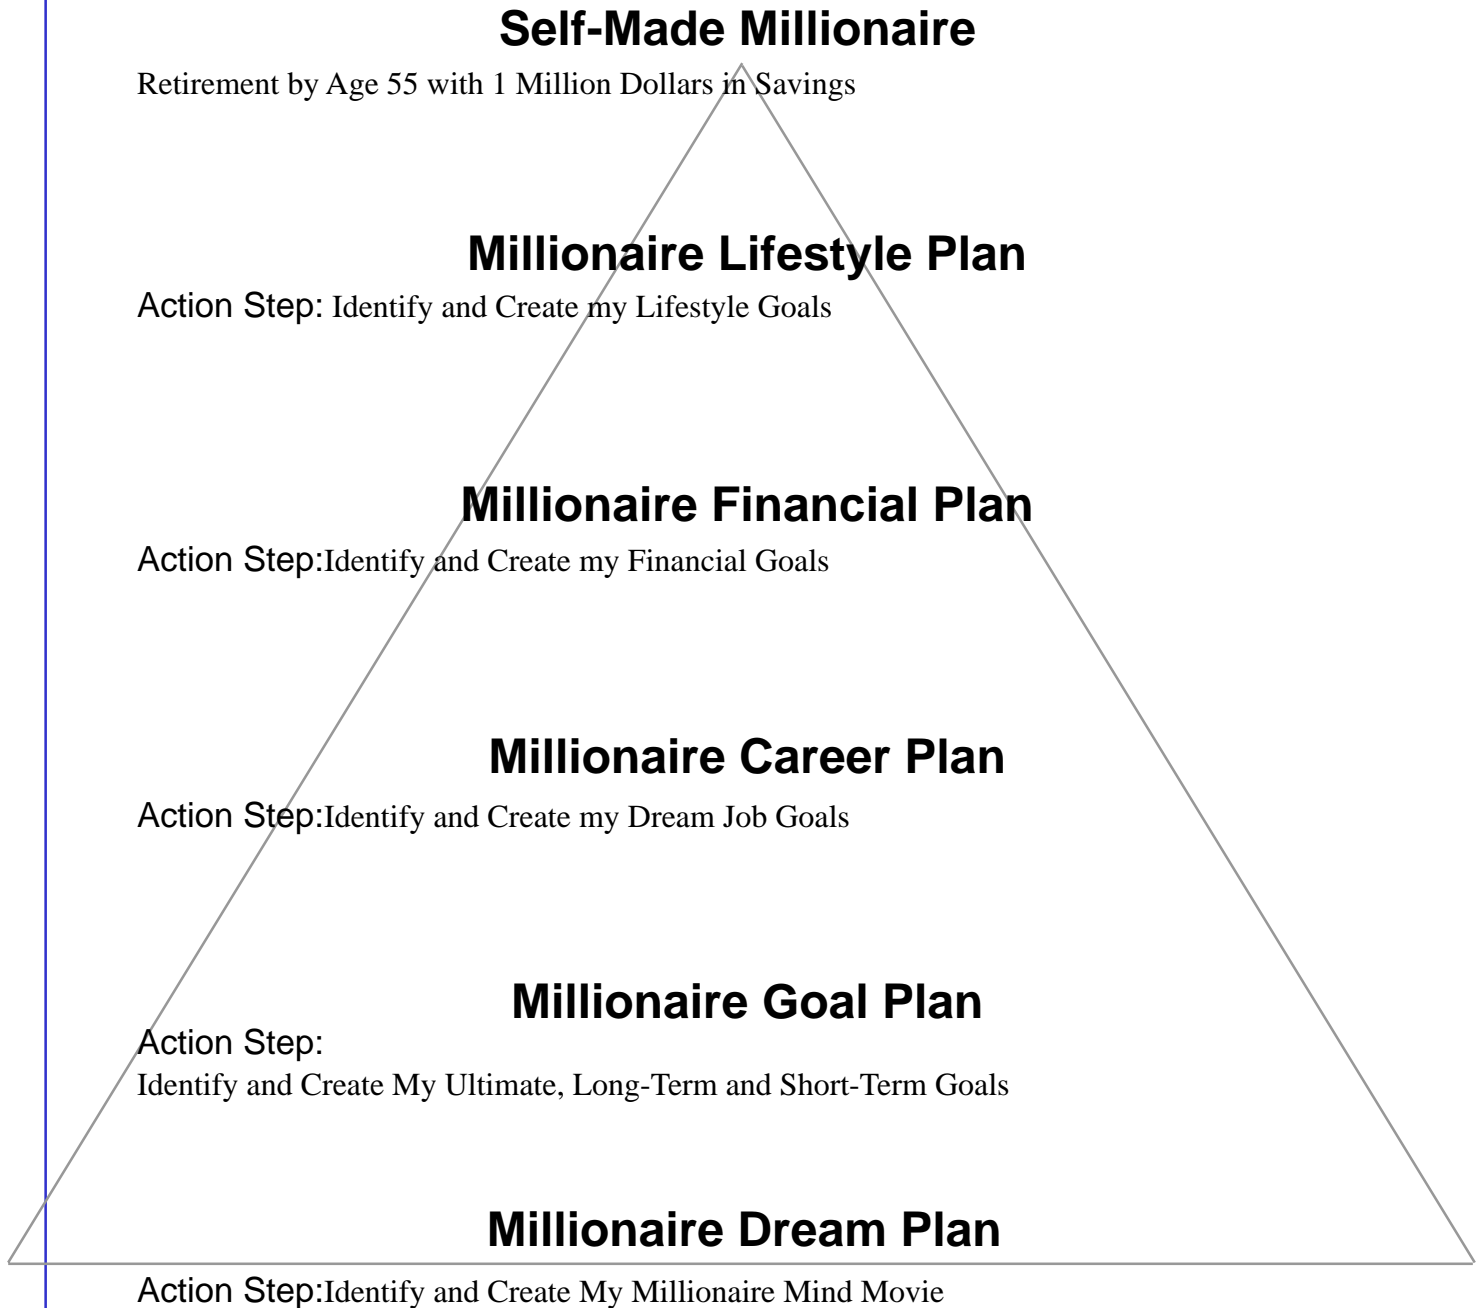 Self-Made Millionaire
Retirement by Age 55 with 1 Million Dollars in Savings
Millionaire Lifestyle Plan
Action Step: Identify and Create my Lifestyle Goals
Millionaire Financial Plan
Action Step:Identify and Create my Financial Goals
Millionaire Career Plan
Action Step:Identify and Create my Dream Job Goals
Millionaire Goal Plan
Action Step:
Identify and Create My Ultimate, Long-Term and Short-Term Goals
Millionaire Dream Plan
Action Step:Identify and Create My Millionaire Mind Movie